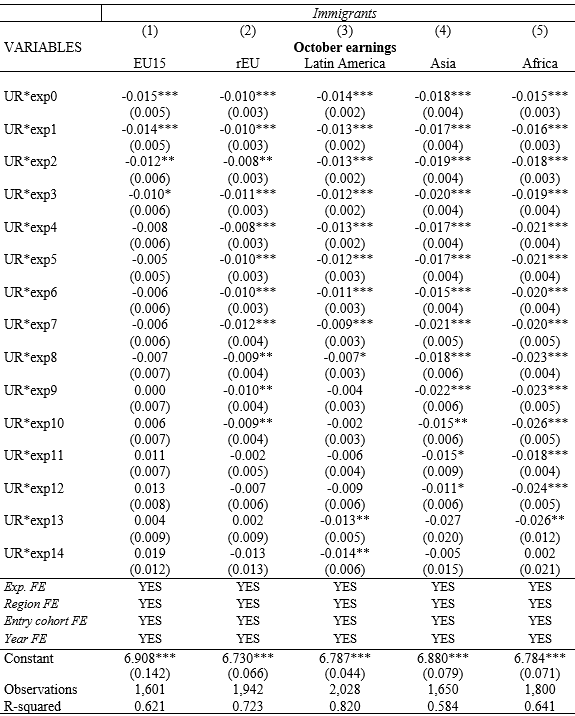 Immigrants
(1) (2) (3) (4) (5)
VARIABLES October earnings
EU15 rEU Latin America Asia Africa
UR*exp0 -0.015*** -0.010*** -0.014*** -0.018*** -0.015***
(0.005) (0.003) (0.002) (0.004) (0.003)
UR*exp1 -0.014*** -0.010*** -0.013*** -0.017*** -0.016***
(0.005) (0.003) (0.002) (0.004) (0.003)
UR*exp2 -0.012** -0.008** -0.013*** -0.019*** -0.018***
(0.006) (0.003) (0.002) (0.004) (0.003)
UR*exp3 -0.010* -0.011*** -0.012*** -0.020*** -0.019***
(0.006) (0.003) (0.002) (0.004) (0.004)
UR*exp4 -0.008 -0.008*** -0.013*** -0.017*** -0.021***
(0.006) (0.003) (0.002) (0.004) (0.004)
UR*exp5 -0.005 -0.010*** -0.012*** -0.017*** -0.021***
(0.005) (0.003) (0.003) (0.004) (0.004)
UR*exp6 -0.006 -0.010*** -0.011*** -0.015*** -0.020***
(0.006) (0.003) (0.003) (0.004) (0.004)
UR*exp7 -0.006 -0.012*** -0.009*** -0.021*** -0.020***
(0.006) (0.004) (0.003) (0.005) (0.005)
UR*exp8 -0.007 -0.009** -0.007* -0.018*** -0.023***
(0.007) (0.004) (0.003) (0.006) (0.004)
UR*exp9 0.000 -0.010** -0.004 -0.022*** -0.023***
(0.007) (0.004) (0.003) (0.006) (0.005)
UR*exp10 0.006 -0.009** -0.002 -0.015** -0.026***
(0.007) (0.004) (0.003) (0.006) (0.005)
UR*exp11 0.011 -0.002 -0.006 -0.015* -0.018***
(0.007) (0.005) (0.004) (0.009) (0.004)
UR*exp12 0.013 -0.007 -0.009 -0.011* -0.024***
(0.008) (0.006) (0.006) (0.006) (0.005)
UR*exp13 0.004 0.002 -0.013** -0.027 -0.026**
(0.009) (0.009) (0.005) (0.020) (0.012)
UR*exp14 0.019 -0.013 -0.014** -0.005 0.002
(0.012) (0.013) (0.006) (0.015) (0.021)
Exp. FE YES YES YES YES YES
Region FE YES YES YES YES YES
Entry cohort FE YES YES YES YES YES
Year FE YES YES YES YES YES
Constant 6.908*** 6.730*** 6.787*** 6.880*** 6.784***
(0.142) (0.066) (0.044) (0.079) (0.071)
Observations 1,601 1,942 2,028 1,650 1,800
R-squared 0.621 0.723 0.820 0.584 0.641